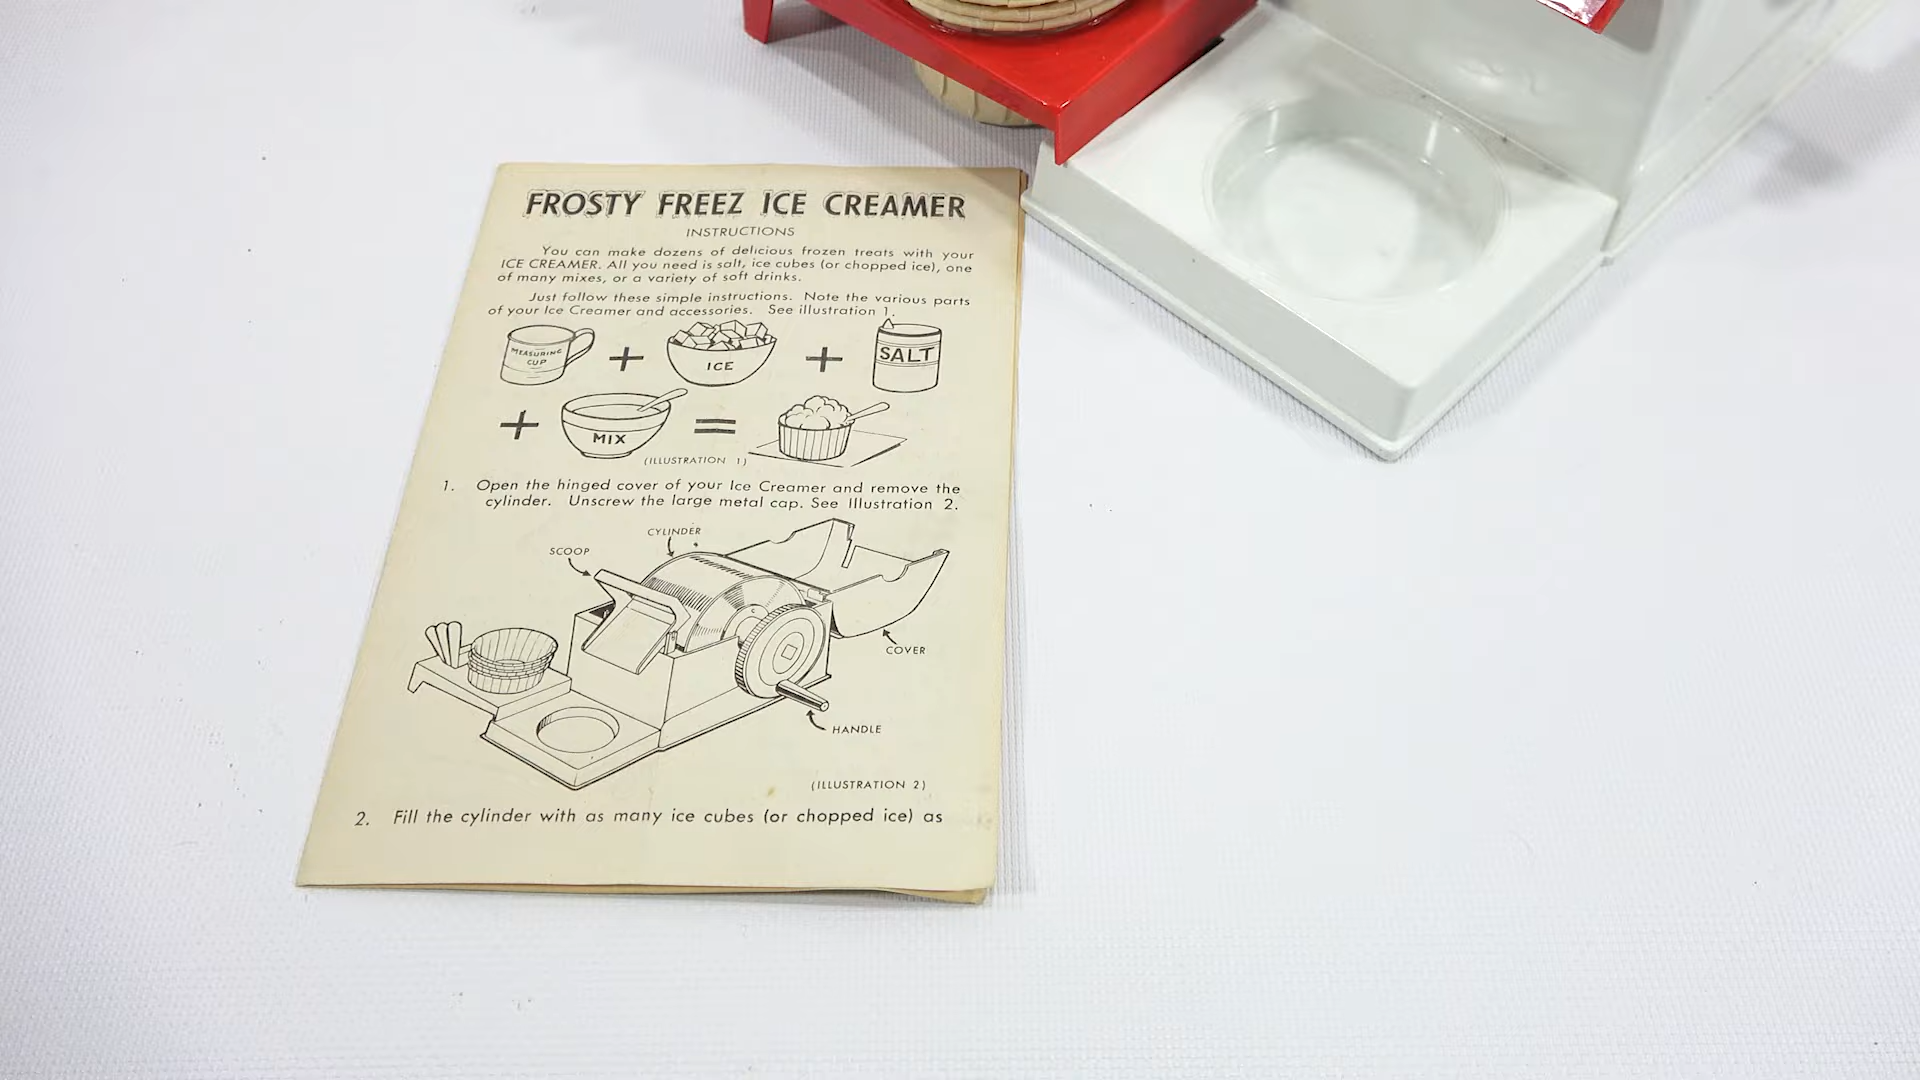 FROSTY FREEZ ICE CREAMER
INSTRUCTIONS
You can make dozens of delicious frozen treats with your
ICE CREAMER. All you need is salt, ice cubes (or chopped ice), one
of many mixes, or a variety of soft drinks.
Just follow these simple instructions. Note the various parts
of your Ice Creamer and accessories. See illustration 1.
MEASURING
CUP
+
ICE
+
SALT
+
MIX
=
(ILLUSTRATION 1)
1. Open the hinged cover of your Ice Creamer and remove the
cylinder. Unscrew the large metal cap. See Illustration 2.
CYLINDER
SCOOP
COVER
HANDLE
(ILLUSTRATION 2)
2. Fill the cylinder with as many ice cubes (or chopped ice) as